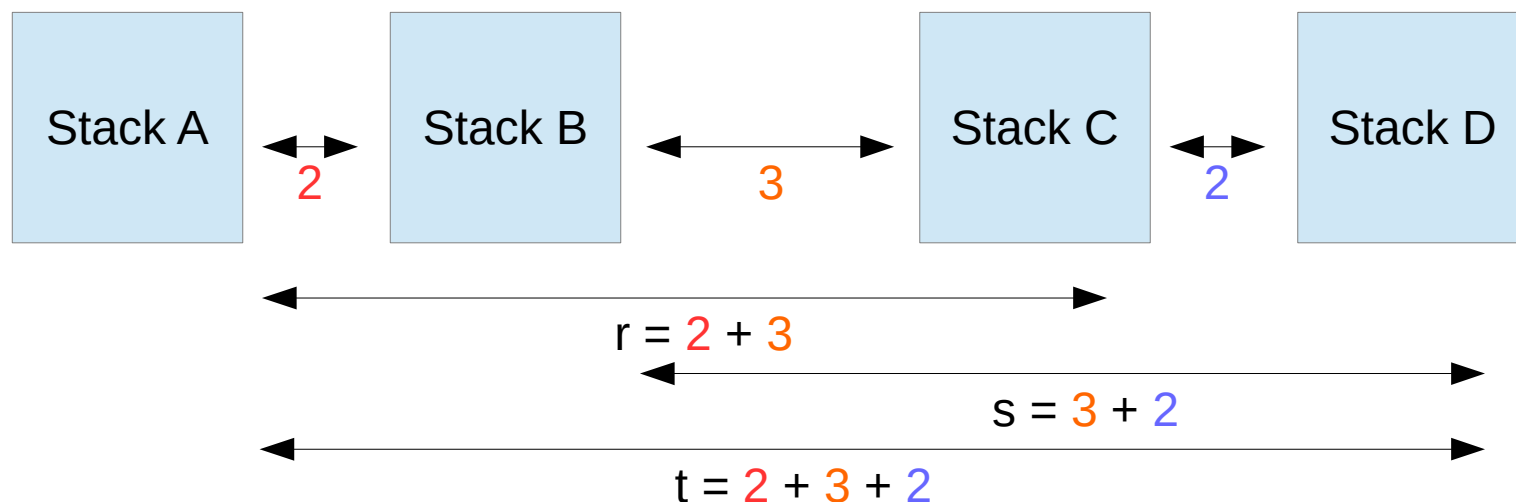 Stack A
Stack B
Stack C
Stack D
2
3
2
r = 2 + 3
s = 3 + 2
t = 2 + 3 + 2